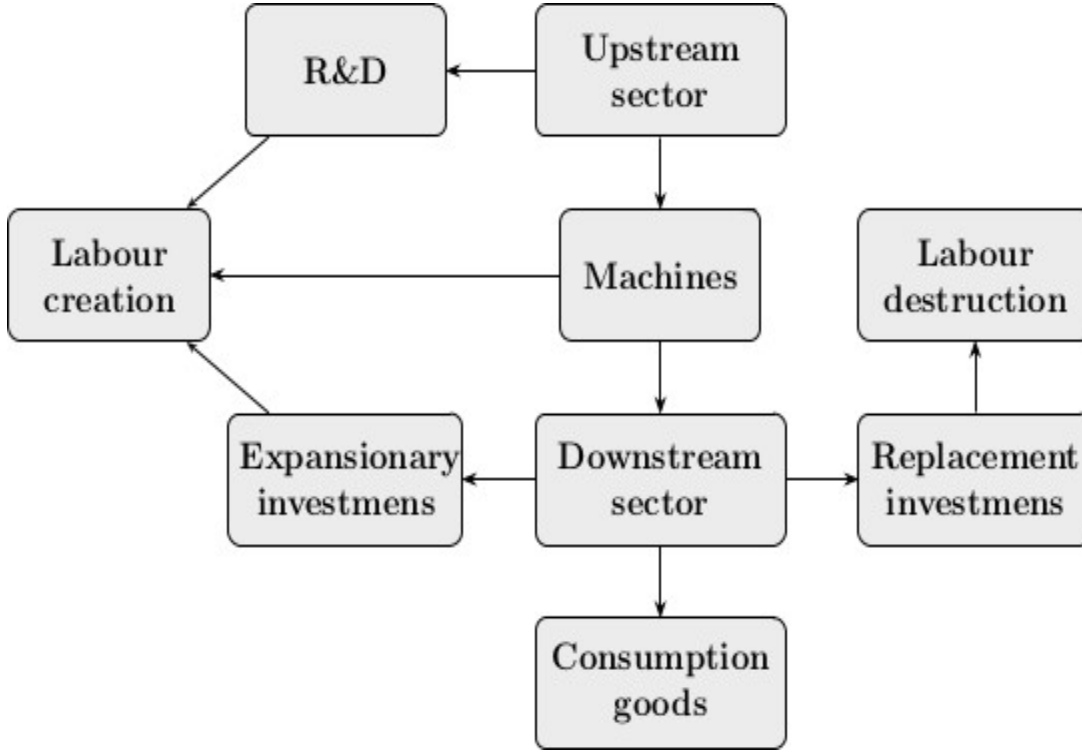 R&D
Upstream
sector
Labour
creation
Machines
Labour
destruction
Expansionary
investmens
Downstream
sector
Replacement
investmens
Consumption
goods